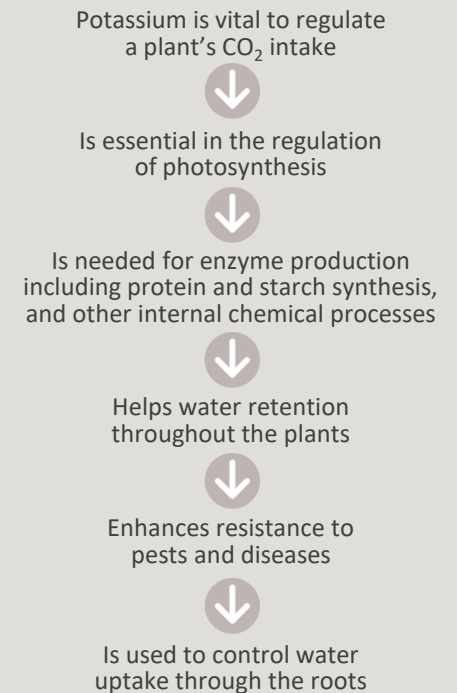 Potassium is vital to regulate
a plant’s CO₂ intake
Is essential in the regulation
of photosynthesis
Is needed for enzyme production
including protein and starch synthesis,
and other internal chemical processes
Helps water retention
throughout the plants
Enhances resistance to
pests and diseases
Is used to control water
uptake through the roots